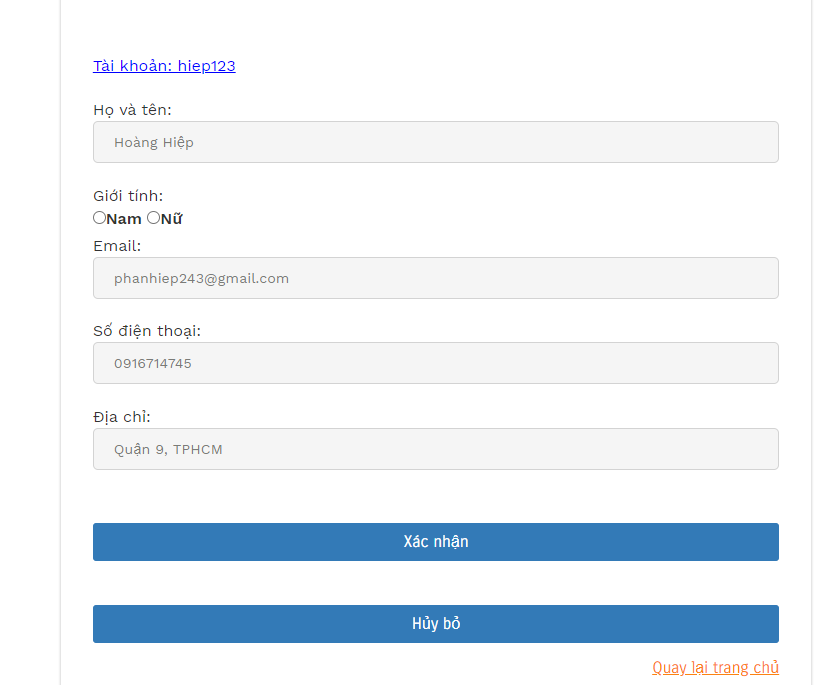 Tài khoản: hiep123
Họ và tên:
Hoàng Hiệp
Giới tính:
Nam Nữ
Email:
phanhiep243@gmail.com
Số điện thoại:
0916714745
Địa chỉ:
Quận 9, TPHCM
Xác nhận
Hủy bỏ
Quay lại trang chủ